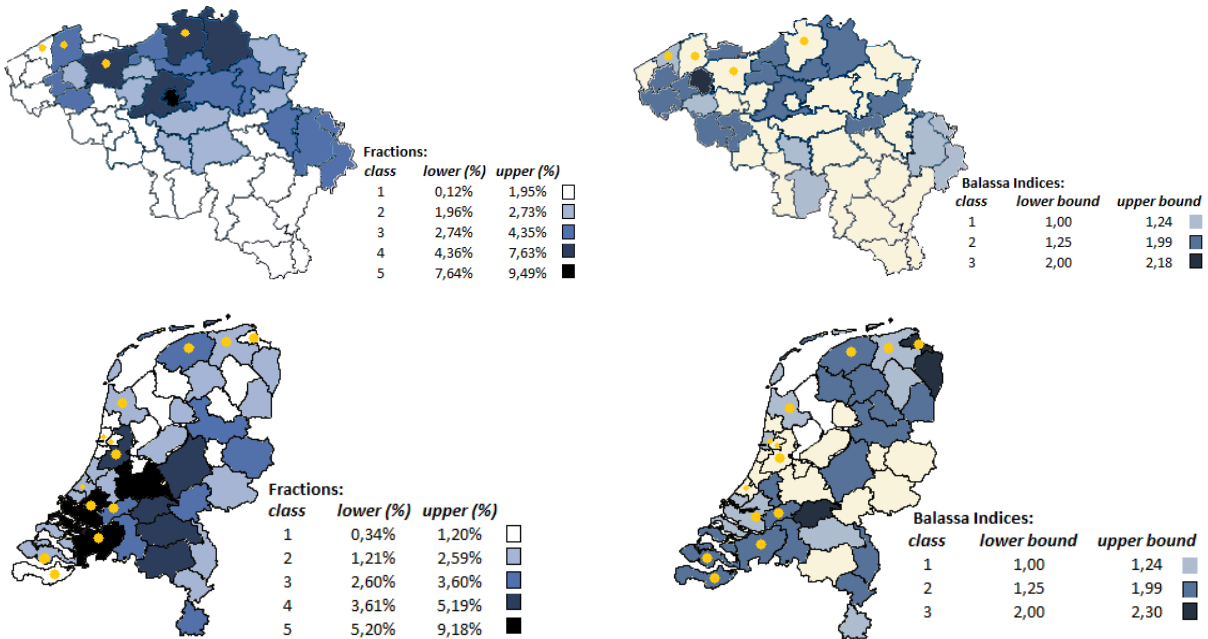 Fractions:
class lower (%) upper (%)
1 0,12% 1,95%
2 1,96% 2,73%
3 2,74% 4,35%
4 4,36% 7,63%
5 7,64% 9,49%
Balassa Indices:
class lower bound upper bound
1 1,00 1,24
2 1,25 1,99
3 2,00 2,18
Fractions:
class lower (%) upper (%)
1 0,34% 1,20%
2 1,21% 2,59%
3 2,60% 3,60%
4 3,61% 5,19%
5 5,20% 9,18%
Balassa Indices:
class lower bound upper bound
1 1,00 1,24
2 1,25 1,99
3 2,00 2,30